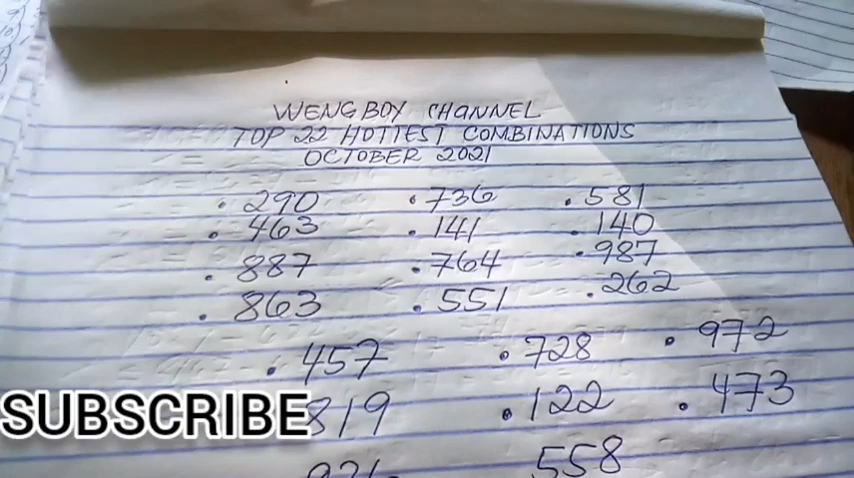 WENGBOY CHANNEL
TOP 22 HOTTEST COMBINATIONS
OCTOBER 2021
. 290 . 736 . 581
. 463 . 141 . 140
. 887 . 764 . 987
. 863 . 551 . 262
. 457 . 728 . 972
SUBSCRIBE 819 . 122 . 473
558